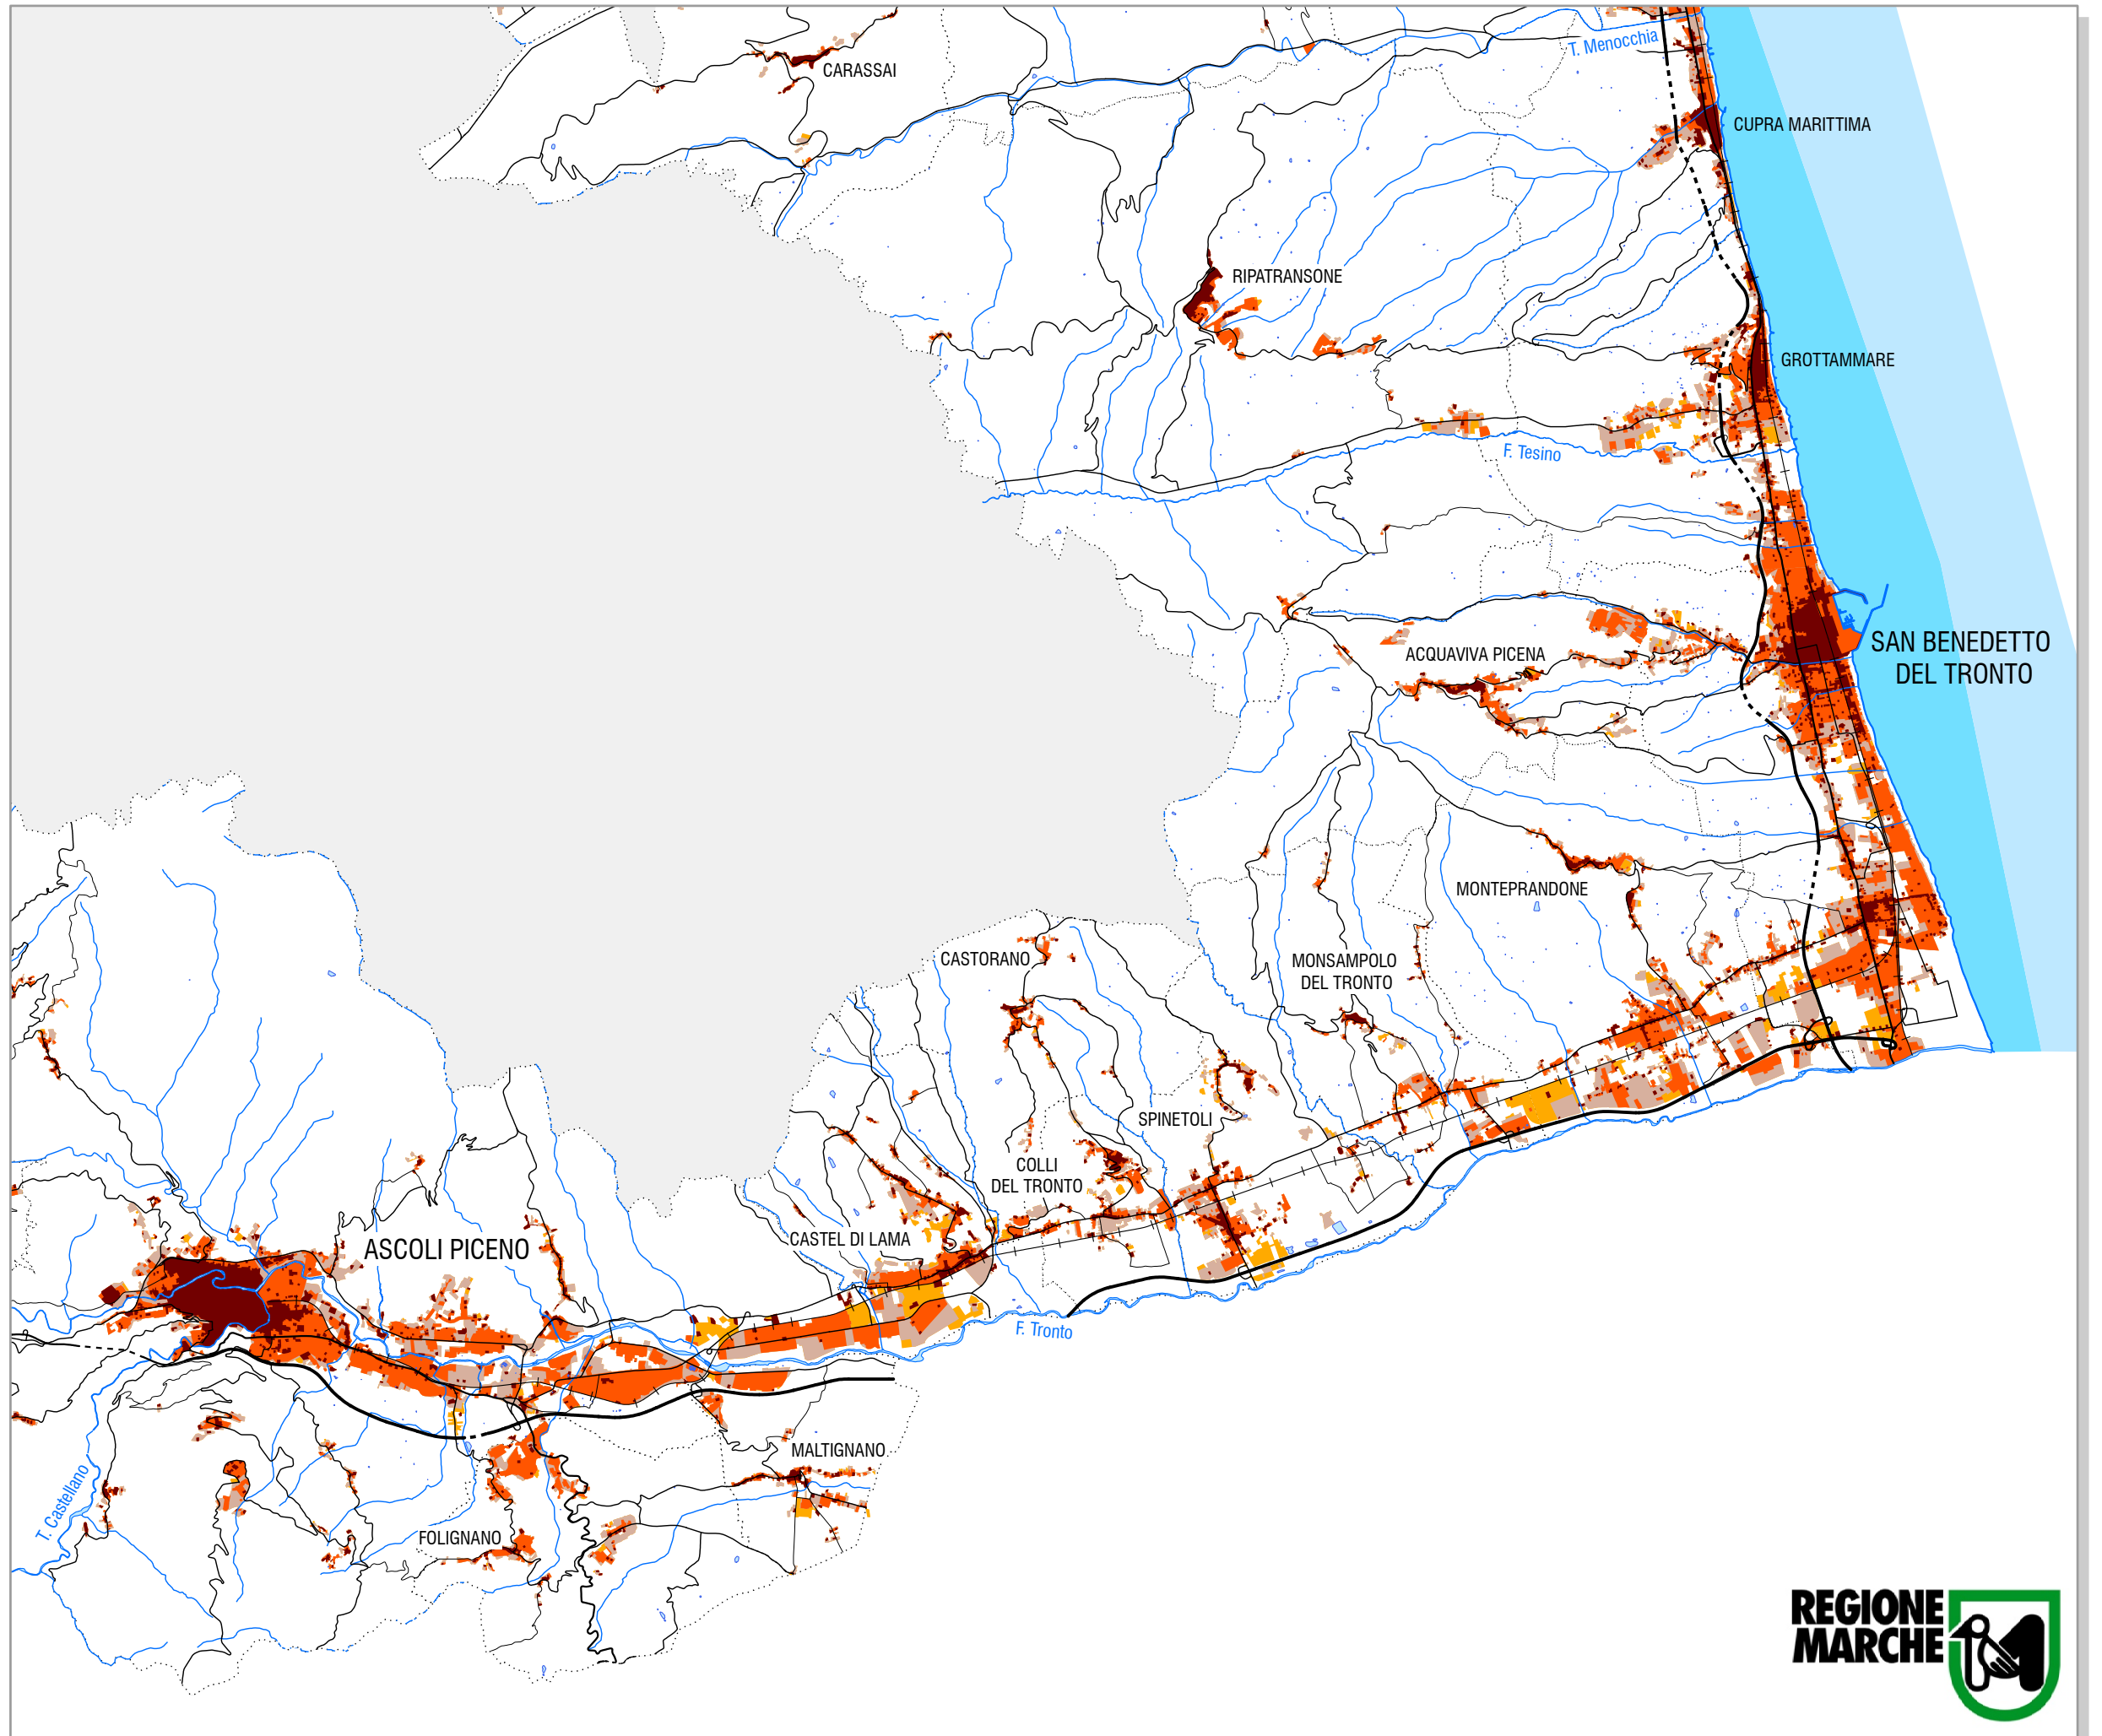 T. Menocchia
CARASSAI
CUPRA MARITTIMA
RIPATRANSONE
GROTTAMMARE
F. Tesino
SAN BENEDETTO
DEL TRONTO
ACQUAVIVA PICENA
MONTEPRANDONE
CASTORANO
MONSAMPOLO
DEL TRONTO
SPINETOLI
COLLI
DEL TRONTO
CASTEL DI LAMA
ASCOLI PICENO
F. Tronto
MALTIGNANO
T. Castellano
FOLIGNANO
REGIONE
MARCHE